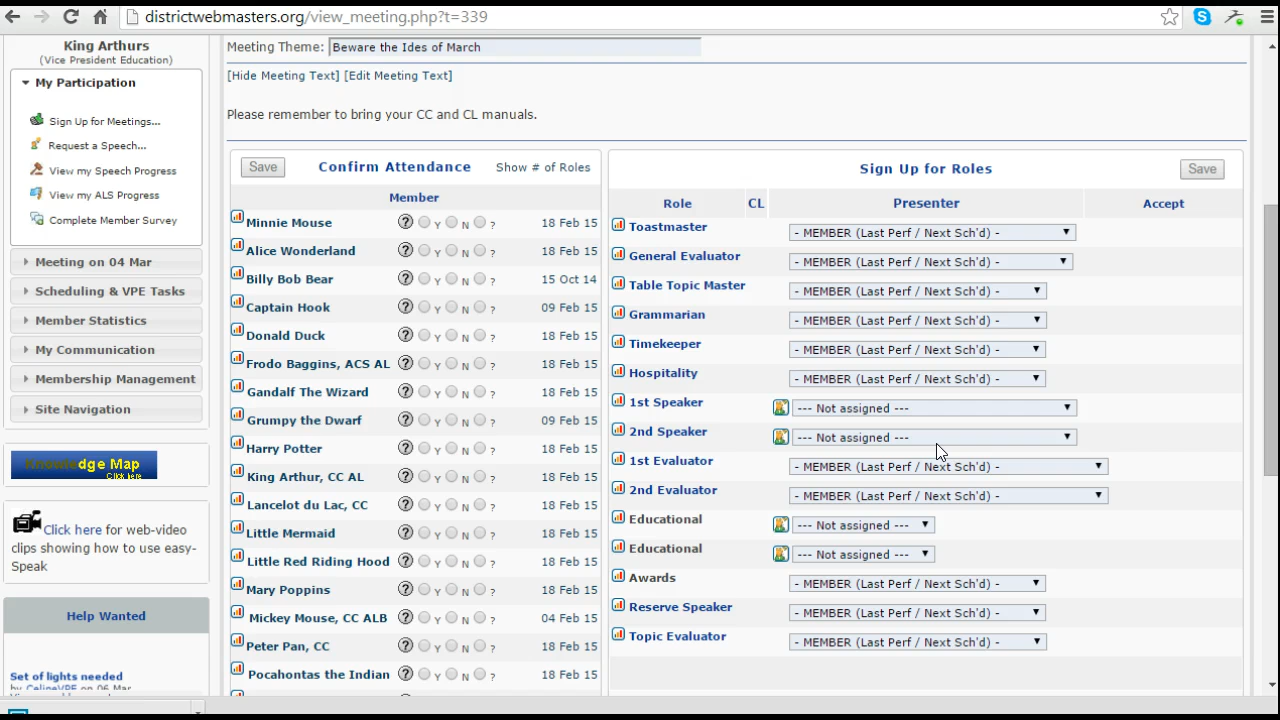 districtwebmasters.org/view_meeting.php?t=339
King Arthurs
(Vice President Education)
My Participation
Sign Up for Meetings...
Request a Speech...
View my Speech Progress
View my ALS Progress
Complete Member Survey
Meeting on 04 Mar
Scheduling & VPE Tasks
Member Statistics
My Communication
Membership Management
Site Navigation
Knowledge Map
Click here
Click here for web-video
clips showing how to use easy-
Speak
Help Wanted
Set of lights needed
by CelineVPE on 06 Mar
Meeting Theme: Beware the Ides of March
[Hide Meeting Text] [Edit Meeting Text]
Please remember to bring your CC and CL manuals.
Save Confirm Attendance Show # of Roles
Member
Minnie Mouse ? Y N ? 18 Feb 15
Alice Wonderland ? Y N ? 18 Feb 15
Billy Bob Bear ? Y N ? 15 Oct 14
Captain Hook ? Y N ? 09 Feb 15
Donald Duck ? Y N ? 18 Feb 15
Frodo Baggins, ACS AL ? Y N ? 18 Feb 15
Gandalf The Wizard ? Y N ? 18 Feb 15
Grumpy the Dwarf ? Y N ? 09 Feb 15
Harry Potter ? Y N ? 18 Feb 15
King Arthur, CC AL ? Y N ? 18 Feb 15
Lancelot du Lac, CC ? Y N ? 18 Feb 15
Little Mermaid ? Y N ? 18 Feb 15
Little Red Riding Hood ? Y N ? 18 Feb 15
Mary Poppins ? Y N ? 18 Feb 15
Mickey Mouse, CC ALB ? Y N ? 04 Feb 15
Peter Pan, CC ? Y N ? 18 Feb 15
Pocahontas the Indian ? Y N ? 18 Feb 15
Sign Up for Roles Save
Role CL Presenter Accept
Toastmaster - MEMBER (Last Perf / Next Sch'd) -
General Evaluator - MEMBER (Last Perf / Next Sch'd) -
Table Topic Master - MEMBER (Last Perf / Next Sch'd) -
Grammarian - MEMBER (Last Perf / Next Sch'd) -
Timekeeper - MEMBER (Last Perf / Next Sch'd) -
Hospitality - MEMBER (Last Perf / Next Sch'd) -
1st Speaker --- Not assigned ---
2nd Speaker --- Not assigned ---
1st Evaluator - MEMBER (Last Perf / Next Sch'd) -
2nd Evaluator - MEMBER (Last Perf / Next Sch'd) -
Educational --- Not assigned ---
Educational --- Not assigned ---
Awards - MEMBER (Last Perf / Next Sch'd) -
Reserve Speaker - MEMBER (Last Perf / Next Sch'd) -
Topic Evaluator - MEMBER (Last Perf / Next Sch'd) -